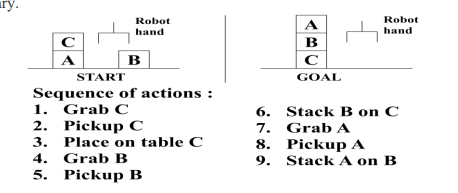 ry.
Robot
hand
C
A
B
START
Robot
hand
A
B
C
GOAL
Sequence of actions :
1. Grab C
2. Pickup C
3. Place on table C
4. Grab B
5. Pickup B
6. Stack B on C
7. Grab A
8. Pickup A
9. Stack A on B